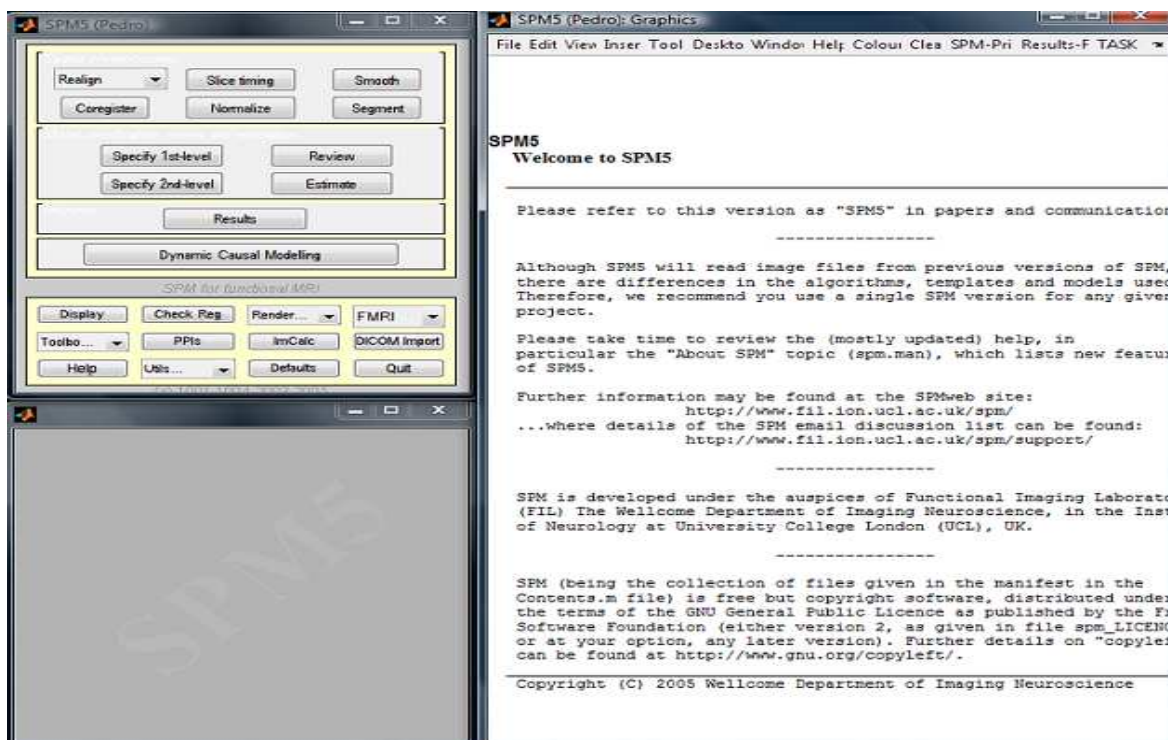 SPM5 (Pedro)
Realign Slice timing Smooth
Coregister Normalize Segment
Specify 1st-level Review
Specify 2nd-level Estimate
Results
Dynamic Causal Modelling
SPM for functional MRI
Display Check Reg Render... FMRI
Toolbo... PPIs ImCalc DICOM Import
Help Utils... Defaults Quit
SPM5
SPM5 (Pedro): Graphics
File Edit View Inser Tool Deskto Windo Help Colou Clea SPM-Pri Results-F TASK
SPM5
Welcome to SPM5
Please refer to this version as "SPM5" in papers and communication
----------------
Although SPM5 will read image files from previous versions of SPM,
there are differences in the algorithms, templates and models used
Therefore, we recommend you use a single SPM version for any given
project.
Please take time to review the (mostly updated) help, in
particular the "About SPM" topic (spm.man), which lists new featur
of SPM5.
Further information may be found at the SPMweb site:
http://www.fil.ion.ucl.ac.uk/spm/
...where details of the SPM email discussion list can be found:
http://www.fil.ion.ucl.ac.uk/spm/support/
----------------
SPM is developed under the auspices of Functional Imaging Laborato
(FIL) The Wellcome Department of Imaging Neuroscience, in the Inst
of Neurology at University College London (UCL), UK.
----------------
SPM (being the collection of files given in the manifest in the
Contents.m file) is free but copyright software, distributed under
the terms of the GNU General Public Licence as published by the Fr
Software Foundation (either version 2, as given in file spm_LICENC
or at your option, any later version). Further details on "copylef
can be found at http://www.gnu.org/copyleft/.
Copyright (C) 2005 Wellcome Department of Imaging Neuroscience